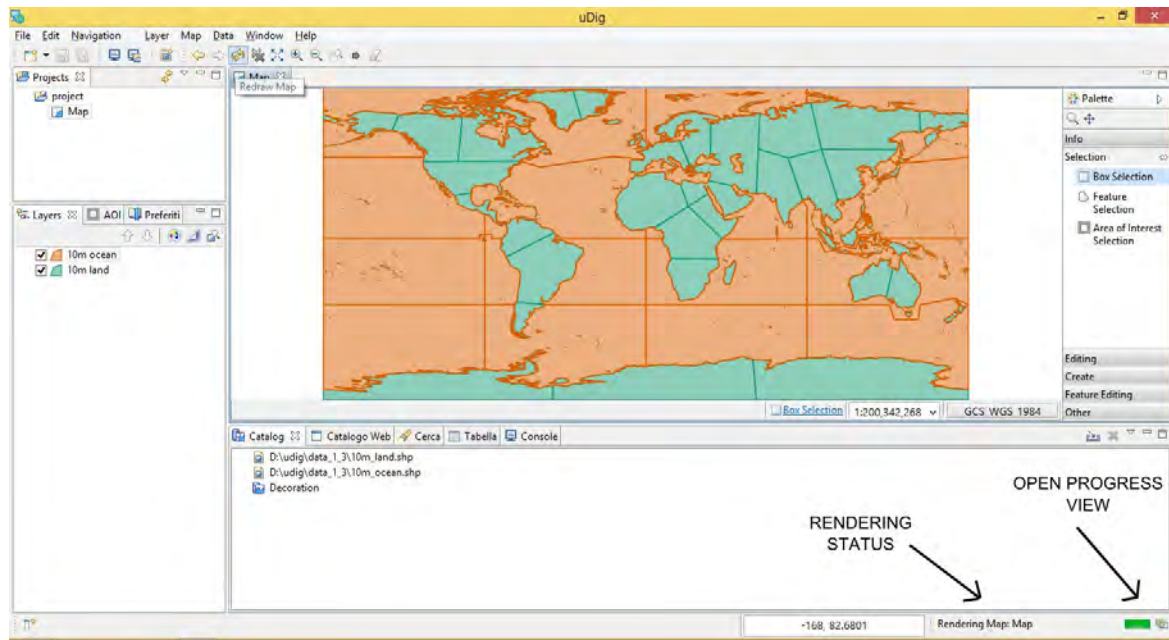 uDig
File Edit Navigation Layer Map Data Window Help
Projects
project
Map
Map
Redraw Map
Palette
Info
Selection
Box Selection
Feature
Selection
Area of Interest
Selection
Editing
Create
Feature Editing
Other
Layers AOI Preferiti
10m ocean
10m land
Box Selection 1:200,342,268 GCS WGS 1984
Catalog Catalogo Web Cerca Tabella Console
D:\udig\data_1_3\10m_land.shp
D:\udig\data_1_3\10m_ocean.shp
Decoration
OPEN PROGRESS
VIEW
RENDERING
STATUS
-168, 82.6801 Rendering Map: Map